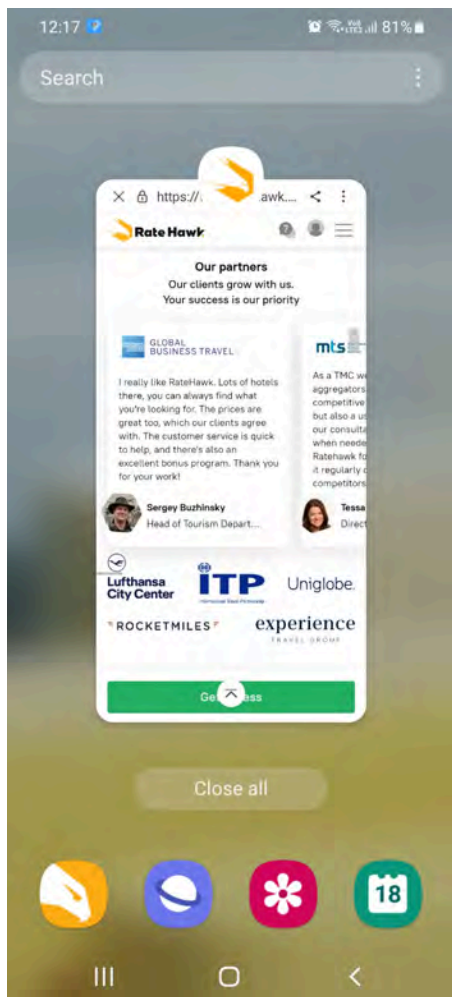 12:17
81%
Search
https://
awk....
RateHawk
Our partners
Our clients grow with us.
Your success is our priority
GLOBAL
BUSINESS TRAVEL
I really like RateHawk. Lots of hotels
there, you can always find what
you're looking for. The prices are
great too, which our clients agree
with. The customer service is quick
to help, and there's also an
excellent bonus program. Thank you
for your work!
Sergey Buzhinsky
Head of Tourism Depart...
mts
As a TMC we
aggregators
competitive
but also a us
our consulta
when neede
Ratehawk fo
it regularly c
competitors
Tessa
Direct
Lufthansa
City Center
ITP
Uniglobe.
ROCKETMILES
experience
TRAVEL GROUP
Ge ess
Close all
18